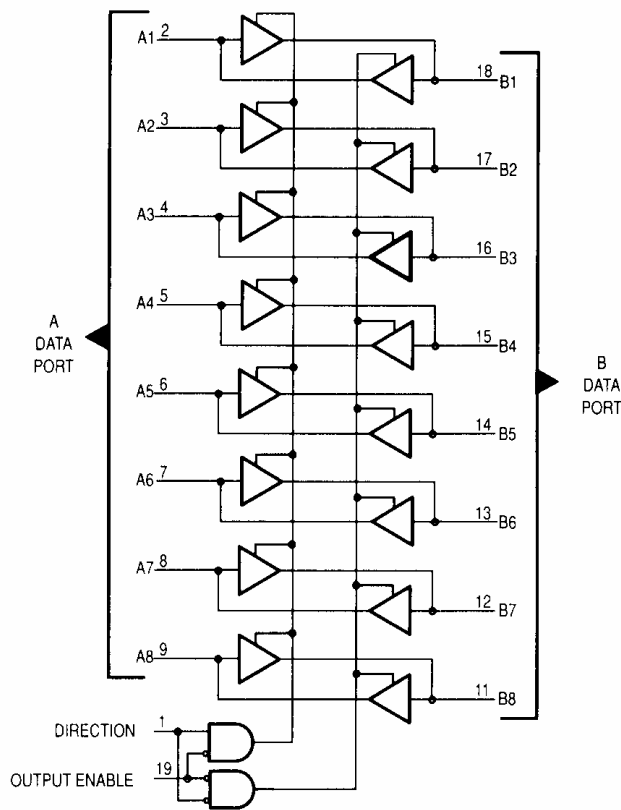 A1 2
18 B1
A2 3
17 B2
A3 4
16 B3
A4 5
15 B4
A
DATA
PORT
B
DATA
PORT
A5 6
14 B5
A6 7
13 B6
A7 8
12 B7
A8 9
11 B8
DIRECTION 1
OUTPUT ENABLE 19